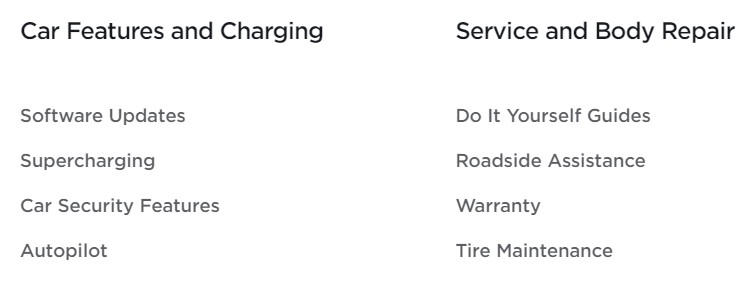 Car Features and Charging
Software Updates
Supercharging
Car Security Features
Autopilot
Service and Body Repair
Do It Yourself Guides
Roadside Assistance
Warranty
Tire Maintenance